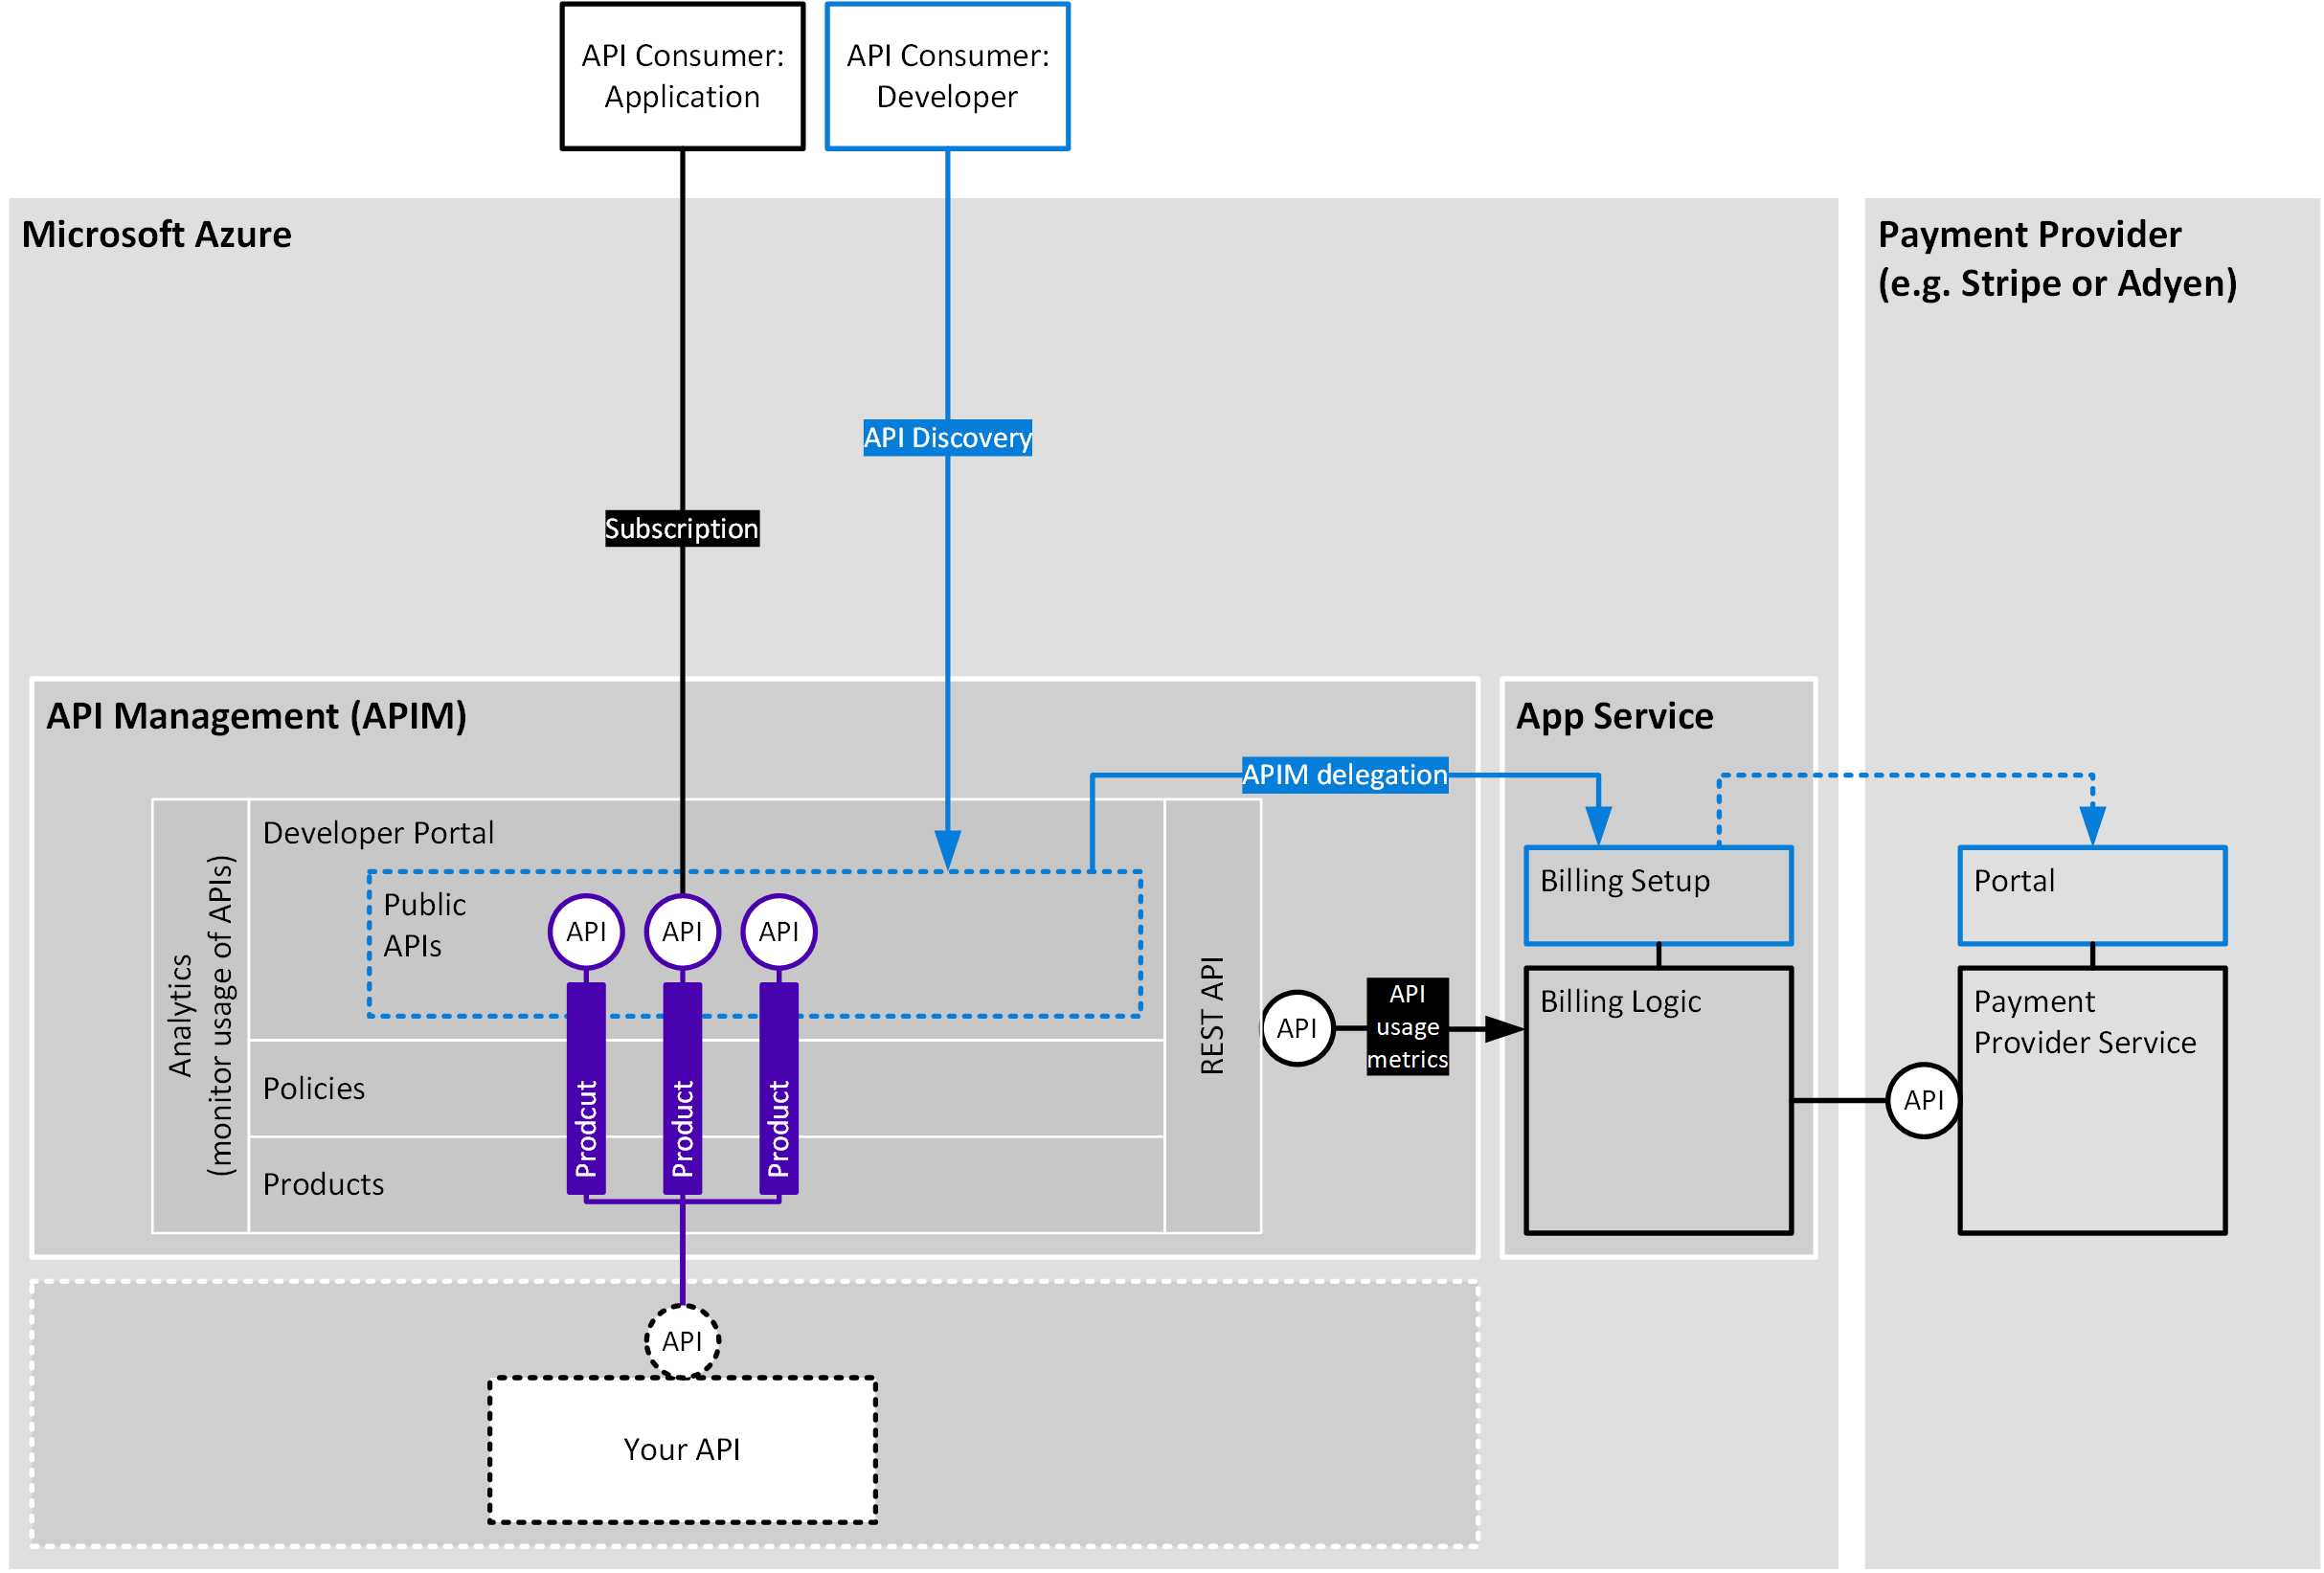 API Consumer:
Application
API Consumer:
Developer
Microsoft Azure
Payment Provider
(e.g. Stripe or Adyen)
API Discovery
Subscription
API Management (APIM)
App Service
APIM delegation
Analytics
(monitor usage of APIs)
Developer Portal
Public
APIs
API
API
API
Prodcut
Product
Product
Policies
Products
REST API
API
API
usage
metrics
Billing Setup
Billing Logic
Portal
Payment
Provider Service
API
API
Your API